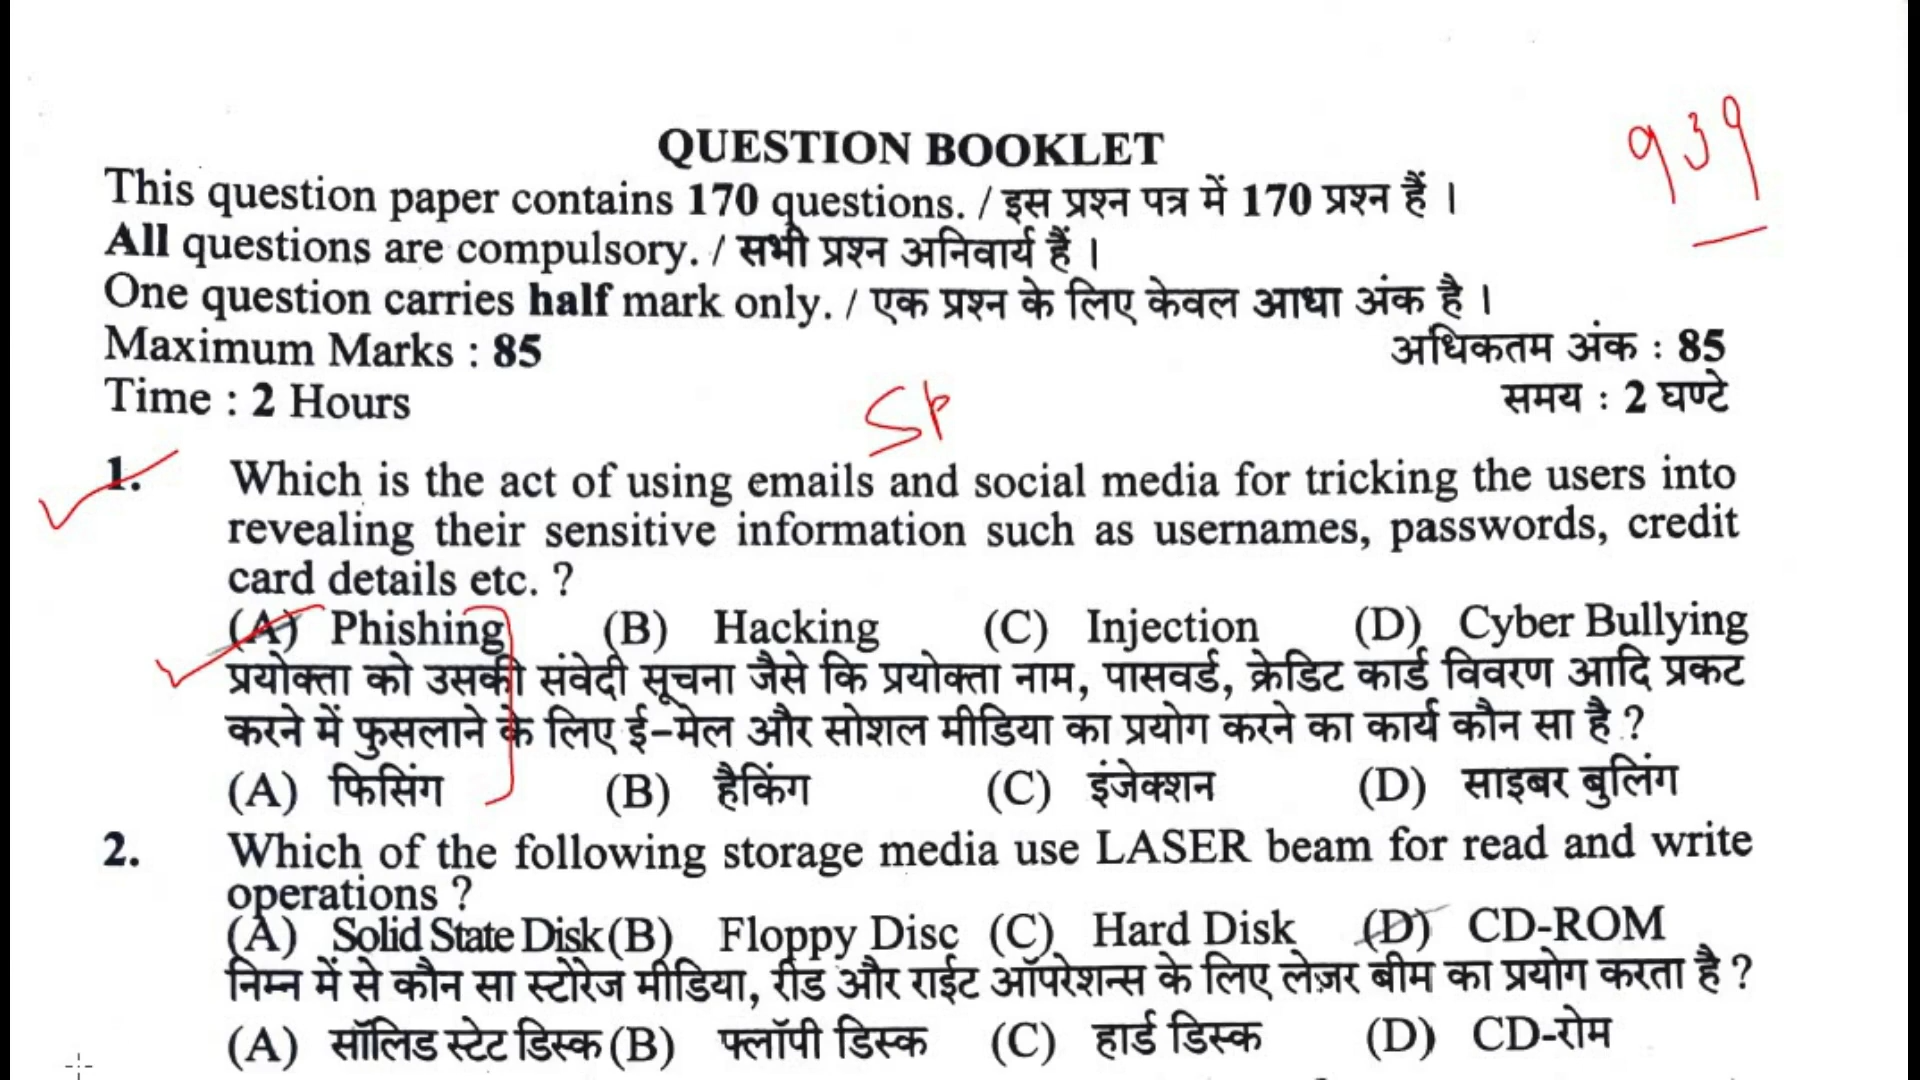 QUESTION BOOKLET
939
This question paper contains 170 questions. / इस प्रश्न पत्र में 170 प्रश्न हैं ।
All questions are compulsory. / सभी प्रश्न अनिवार्य हैं ।
One question carries half mark only. / एक प्रश्न के लिए केवल आधा अंक है ।
Maximum Marks : 85 अधिकतम अंक : 85
Time : 2 Hours समय : 2 घण्टे
1. Which is the act of using emails and social media for tricking the users into
revealing their sensitive information such as usernames, passwords, credit
card details etc. ?
(A) Phishing (B) Hacking (C) Injection (D) Cyber Bullying
प्रयोक्ता को उसकी संवेदी सूचना जैसे कि प्रयोक्ता नाम, पासवर्ड, क्रेडिट कार्ड विवरण आदि प्रकट
करने में फुसलाने के लिए ई-मेल और सोशल मीडिया का प्रयोग करने का कार्य कौन सा है ?
(A) फिसिंग (B) हैकिंग (C) इंजेक्शन (D) साइबर बुलिंग
2. Which of the following storage media use LASER beam for read and write
operations ?
(A) Solid State Disk (B) Floppy Disc (C) Hard Disk (D) CD-ROM
निम्न में से कौन सा स्टोरेज मीडिया, रीड और राईट ऑपरेशन्स के लिए लेज़र बीम का प्रयोग करता है ?
(A) सॉलिड स्टेट डिस्क (B) फ्लॉपी डिस्क (C) हार्ड डिस्क (D) CD-रोम